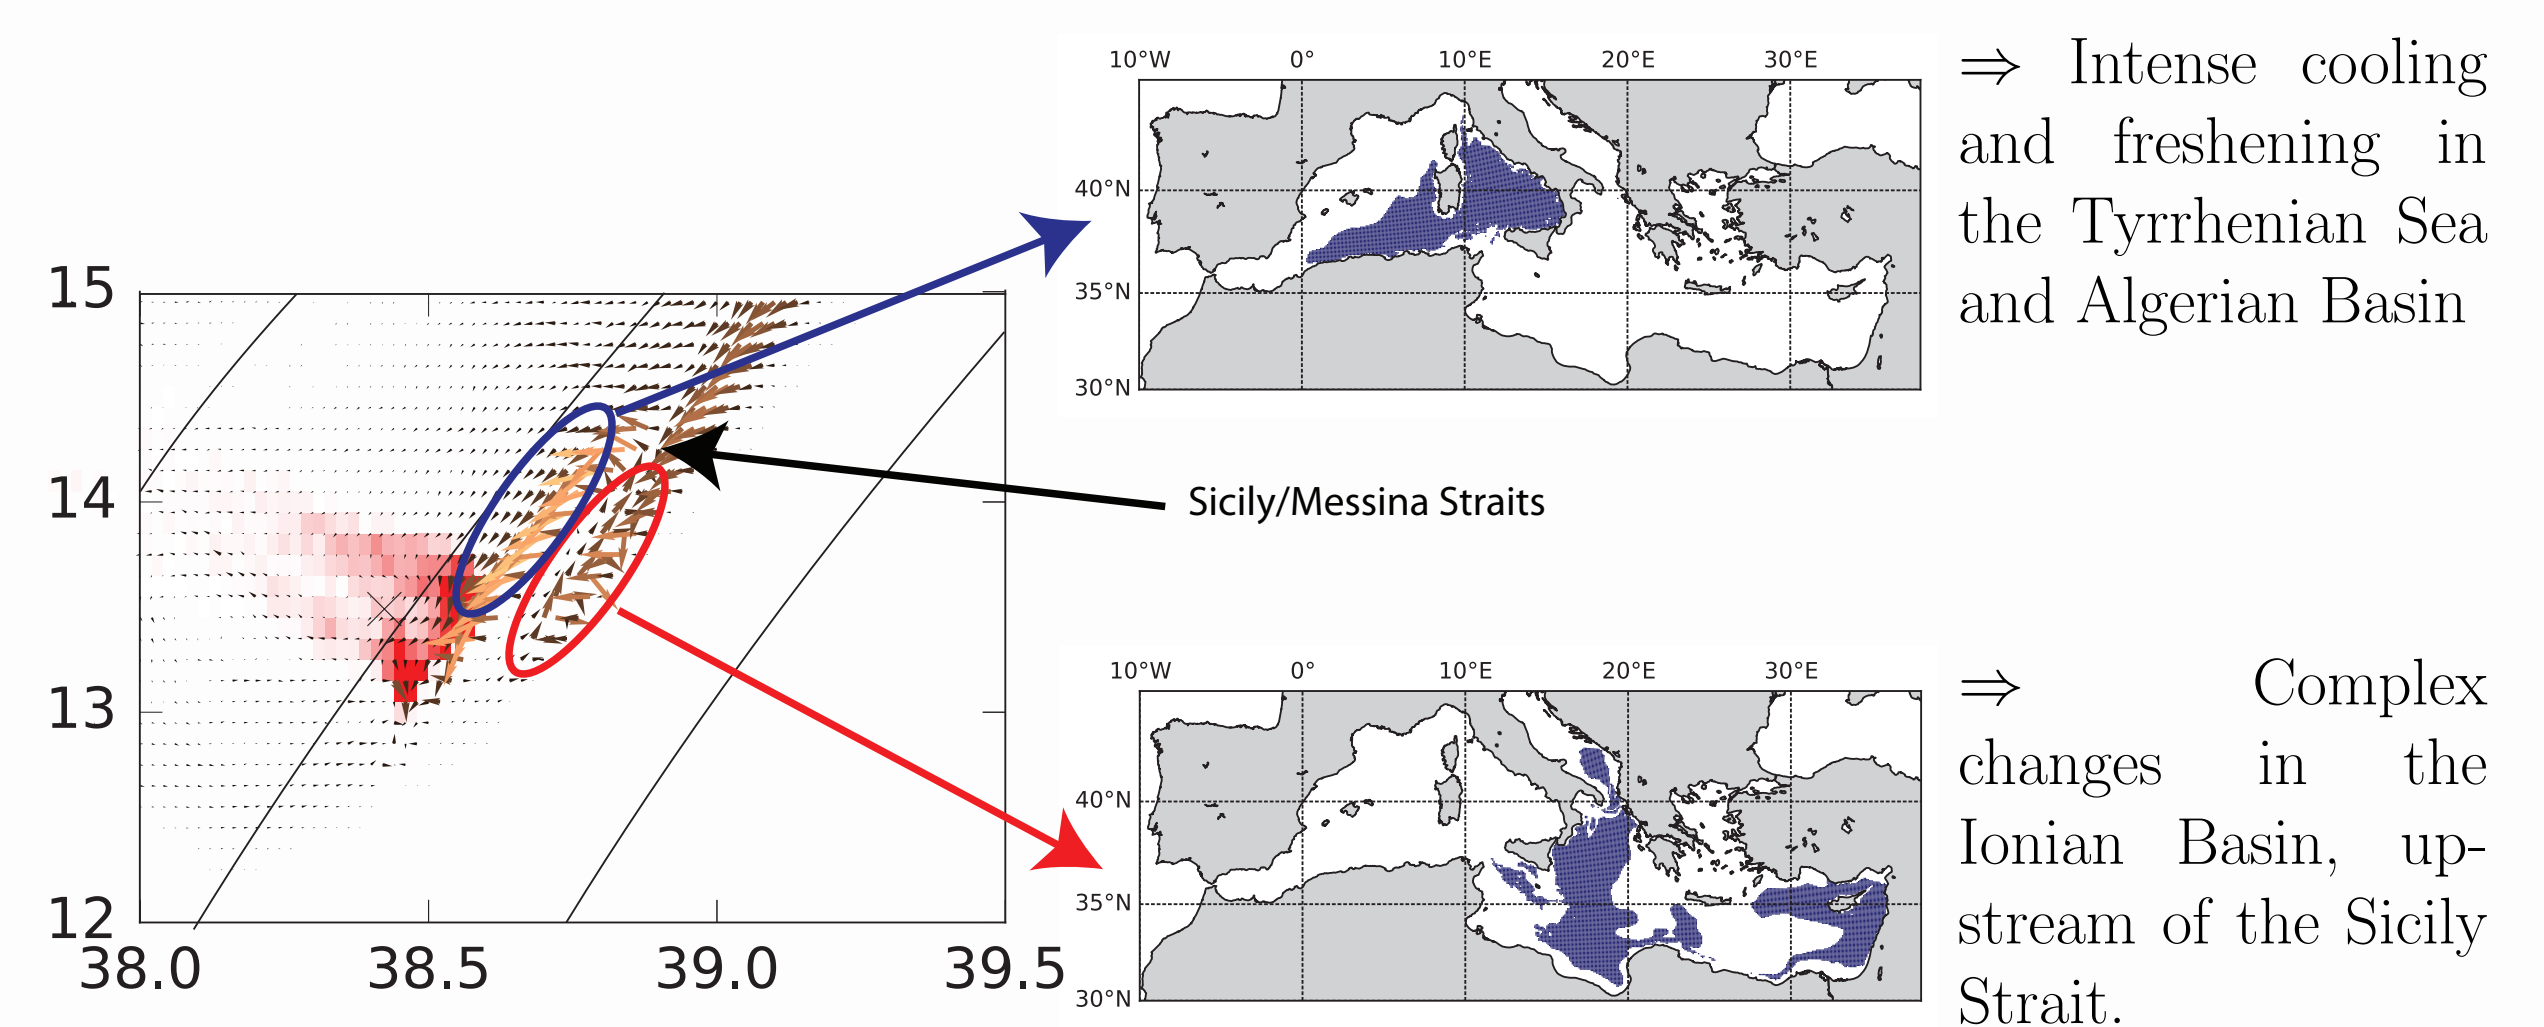 10°W 0° 10°E 20°E 30°E
40°N
35°N
30°N
⇒ Intense cooling
and freshening in
the Tyrrhenian Sea
and Algerian Basin
15
14
13
12
38.0 38.5 39.0 39.5
Sicily/Messina Straits
10°W 0° 10°E 20°E 30°E
40°N
35°N
30°N
⇒ Complex
changes in the
Ionian Basin, up-
stream of the Sicily
Strait.